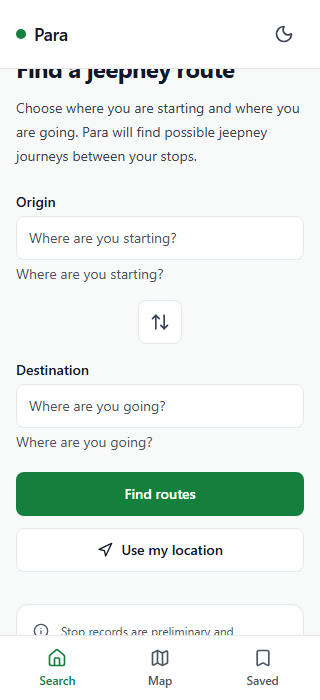 Para
Find a jeepney route
Choose where you are starting and where you
are going. Para will find possible jeepney
journeys between your stops.
Origin
Where are you starting?
Where are you starting?
Destination
Where are you going?
Where are you going?
Find routes
Use my location
Stop records are preliminary and
Search
Map
Saved